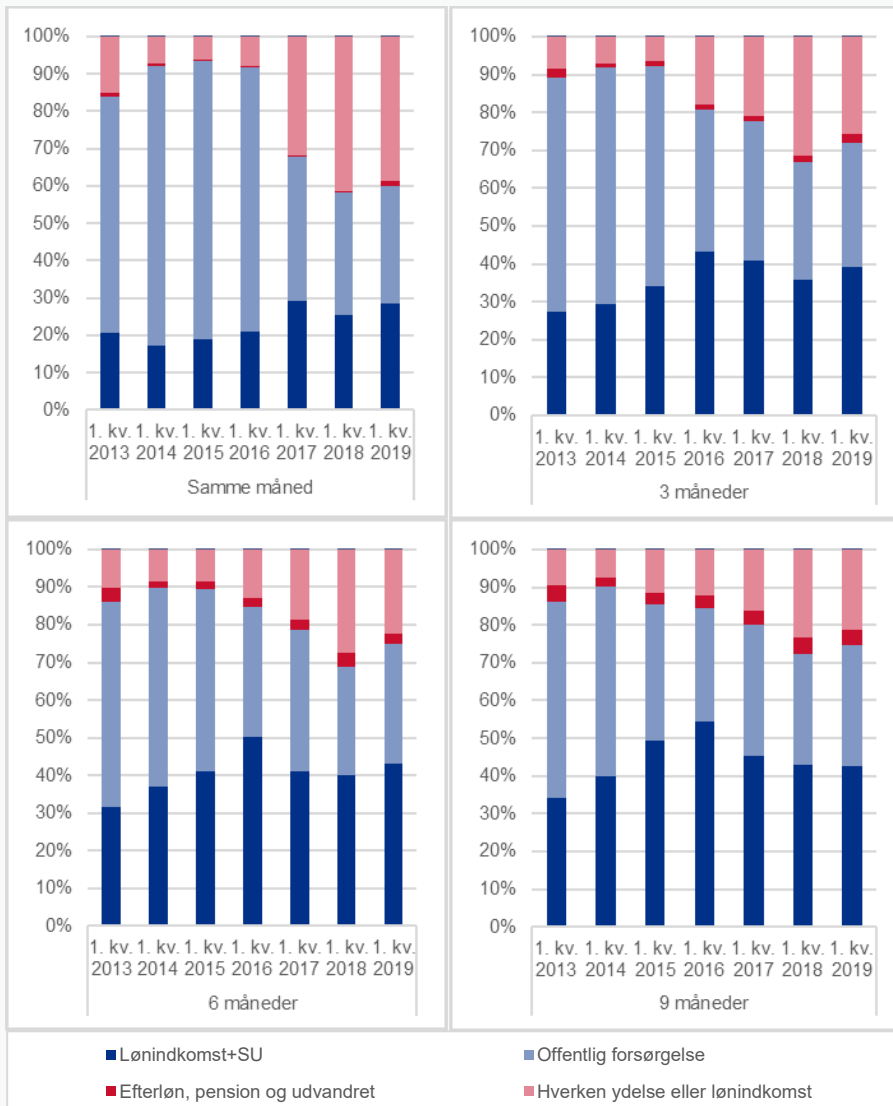 100%
90%
80%
70%
60%
50%
40%
30%
20%
10%
0%
1. kv. 1. kv. 1. kv. 1. kv. 1. kv. 1. kv. 1. kv.
2013 2014 2015 2016 2017 2018 2019
Samme måned
100%
90%
80%
70%
60%
50%
40%
30%
20%
10%
0%
1. kv. 1. kv. 1. kv. 1. kv. 1. kv. 1. kv. 1. kv.
2013 2014 2015 2016 2017 2018 2019
3 måneder
100%
90%
80%
70%
60%
50%
40%
30%
20%
10%
0%
1. kv. 1. kv. 1. kv. 1. kv. 1. kv. 1. kv. 1. kv.
2013 2014 2015 2016 2017 2018 2019
6 måneder
100%
90%
80%
70%
60%
50%
40%
30%
20%
10%
0%
1. kv. 1. kv. 1. kv. 1. kv. 1. kv. 1. kv. 1. kv.
2013 2014 2015 2016 2017 2018 2019
9 måneder
Lønindkomst+SU
Offentlig forsørgelse
Efterløn, pension og udvandret
Hverken ydelse eller lønindkomst